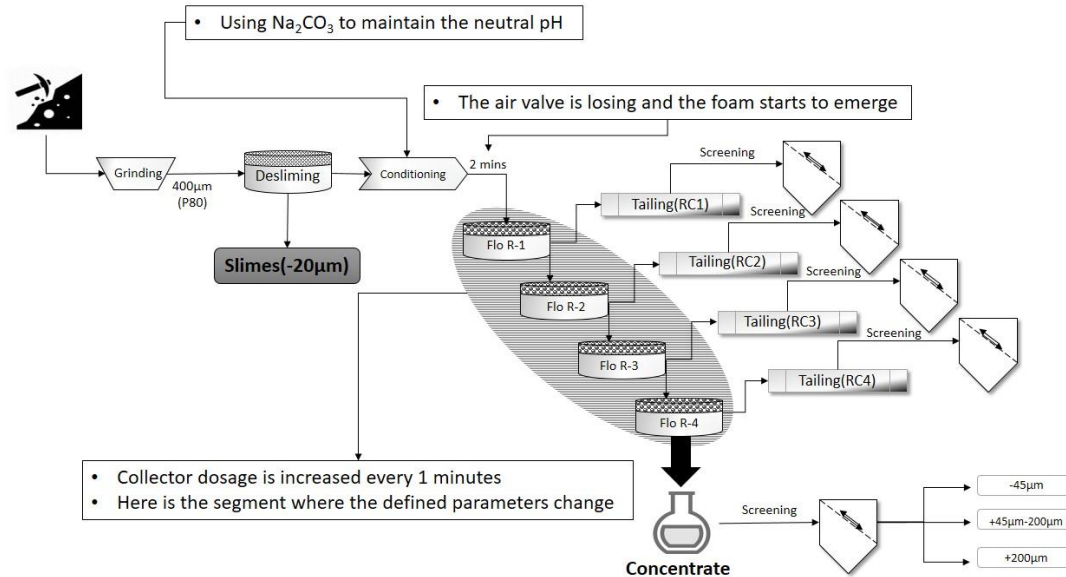 • Using Na₂CO₃ to maintain the neutral pH
• The air valve is losing and the foam starts to emerge
Grinding
400µm
(P80)
Desliming
Conditioning
2 mins
Slimes(-20µm)
Flo R-1
Tailing(RC1)
Screening
Flo R-2
Tailing(RC2)
Screening
Flo R-3
Tailing(RC3)
Screening
Flo R-4
Tailing(RC4)
Screening
• Collector dosage is increased every 1 minutes
• Here is the segment where the defined parameters change
Concentrate
Screening
-45µm
+45µm-200µm
+200µm